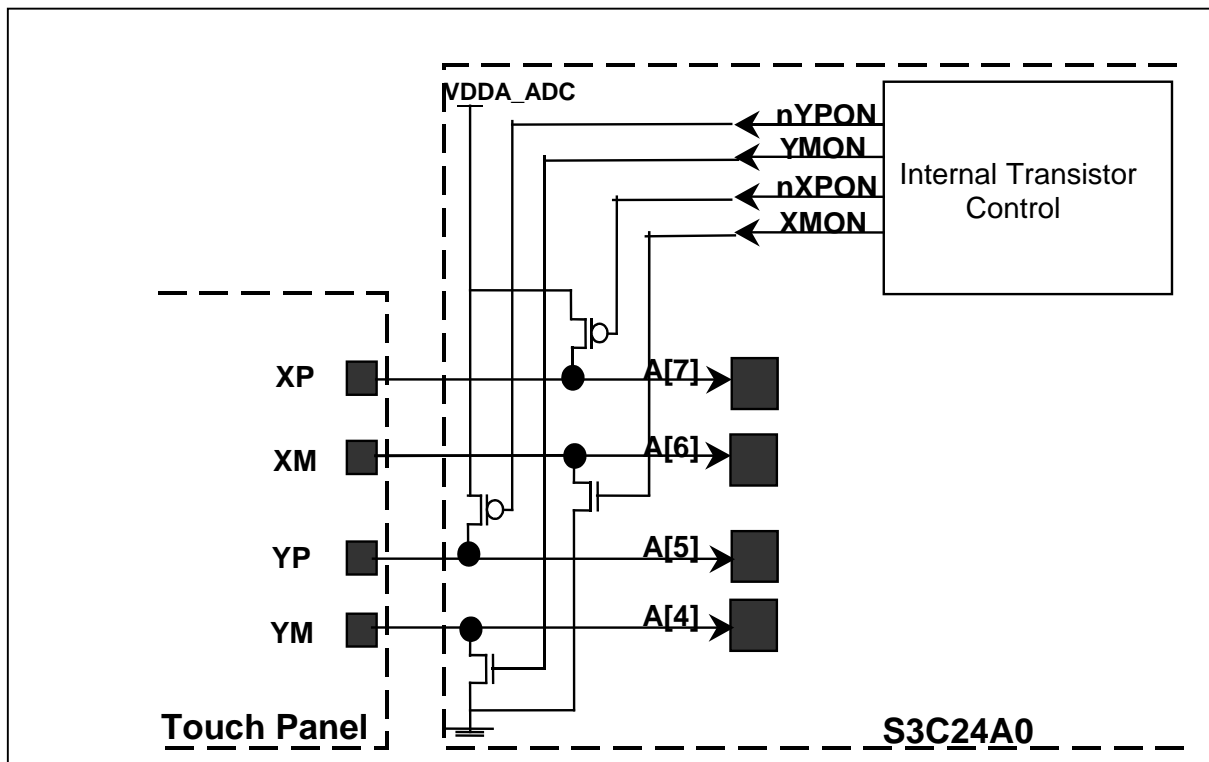 VDDA_ADC
nYPON
YMON
nXPON
XMON
Internal Transistor
Control
XP
A[7]
XM
A[6]
YP
A[5]
YM
A[4]
Touch Panel
S3C24A0